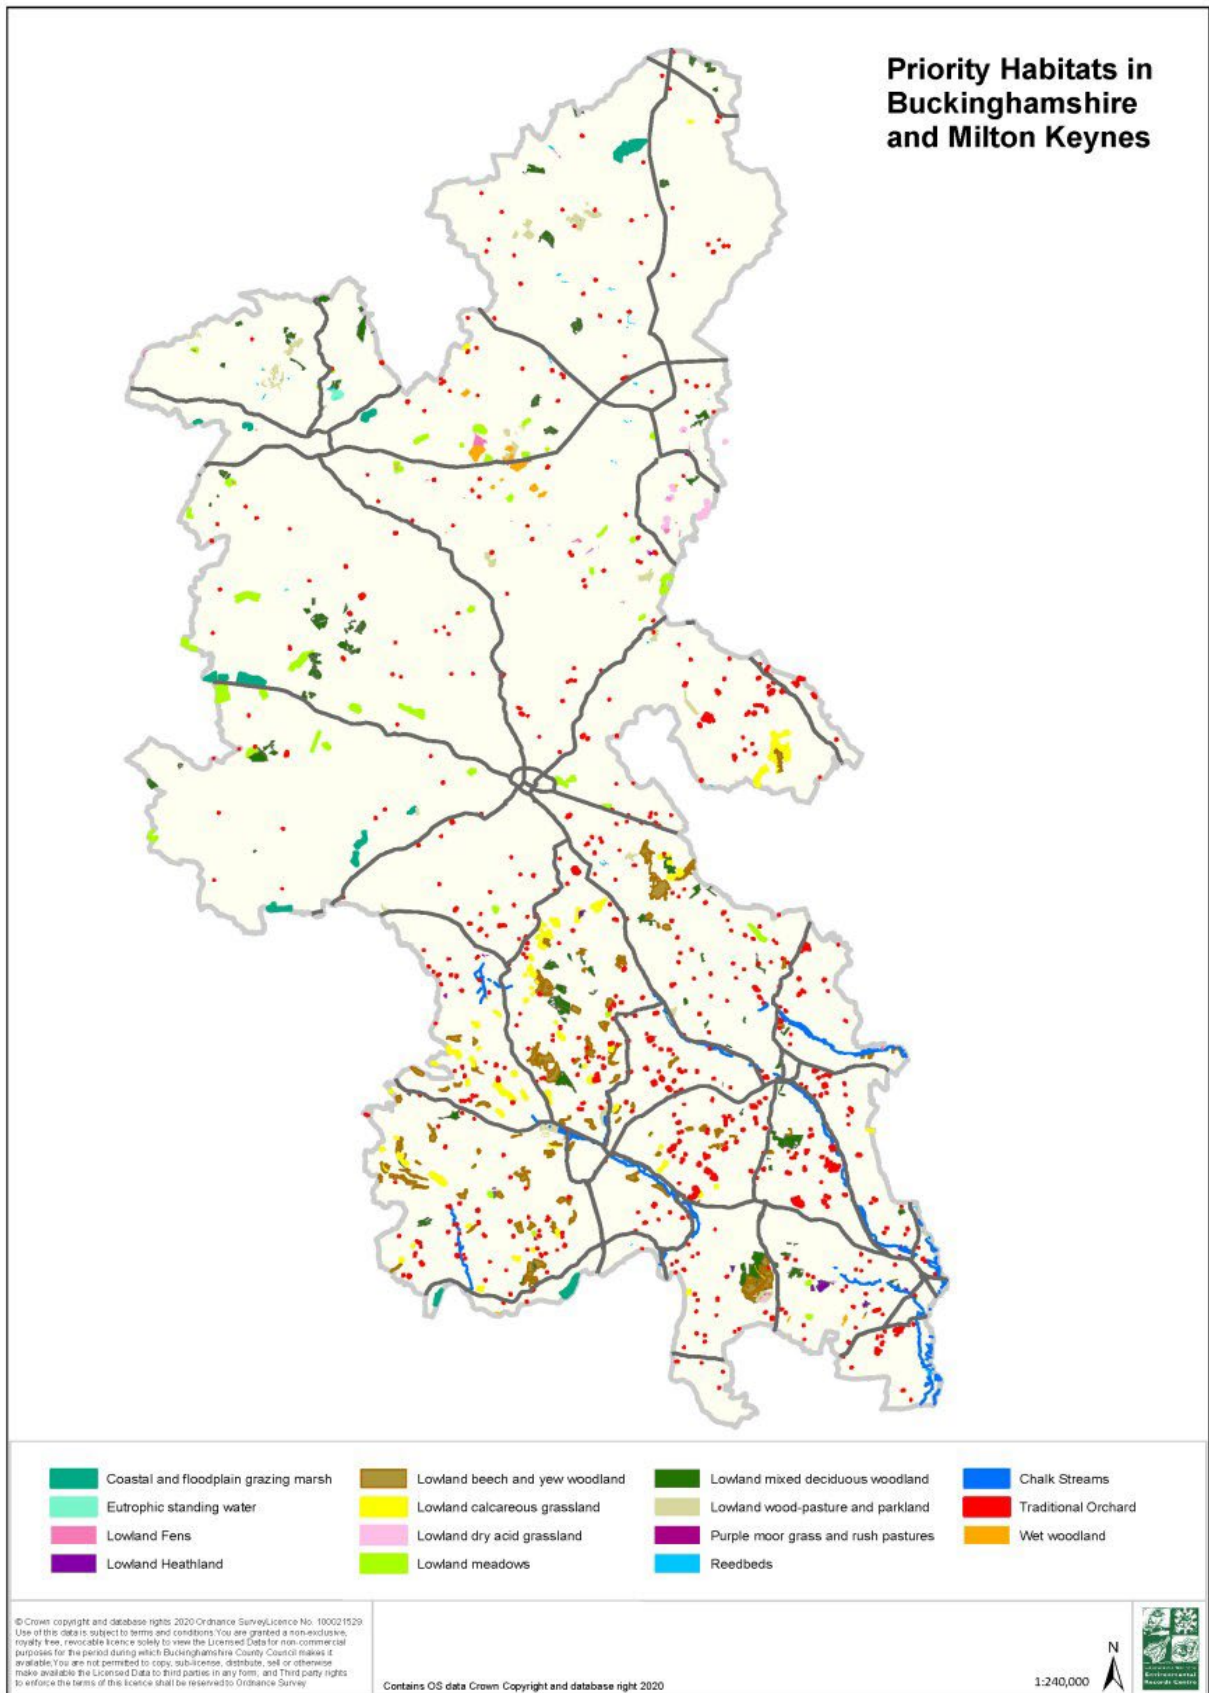 Priority Habitats in
Buckinghamshire
and Milton Keynes
Coastal and floodplain grazing marsh
Eutrophic standing water
Lowland Fens
Lowland Heathland
Lowland beech and yew woodland
Lowland calcareous grassland
Lowland dry acid grassland
Lowland meadows
Lowland mixed deciduous woodland
Lowland wood-pasture and parkland
Purple moor grass and rush pastures
Reedbeds
Chalk Streams
Traditional Orchard
Wet woodland
© Crown copyright and database rights 2020 Ordnance Survey Licence No. 100021529
Use of this data is subject to terms and conditions. You are granted a non-exclusive,
royalty free, revocable licence solely to view the Licensed Data for non-commercial
purposes for the period during which Buckinghamshire County Council makes it
available. You are not permitted to copy, sub-license, distribute, sell or otherwise
make available the Licensed Data to third parties in any form; and Third party rights
to enforce the terms of this licence shall be reserved to Ordnance Survey
Contains OS data Crown Copyright and database right 2020
1:240,000
N
Environmental
Records Centre